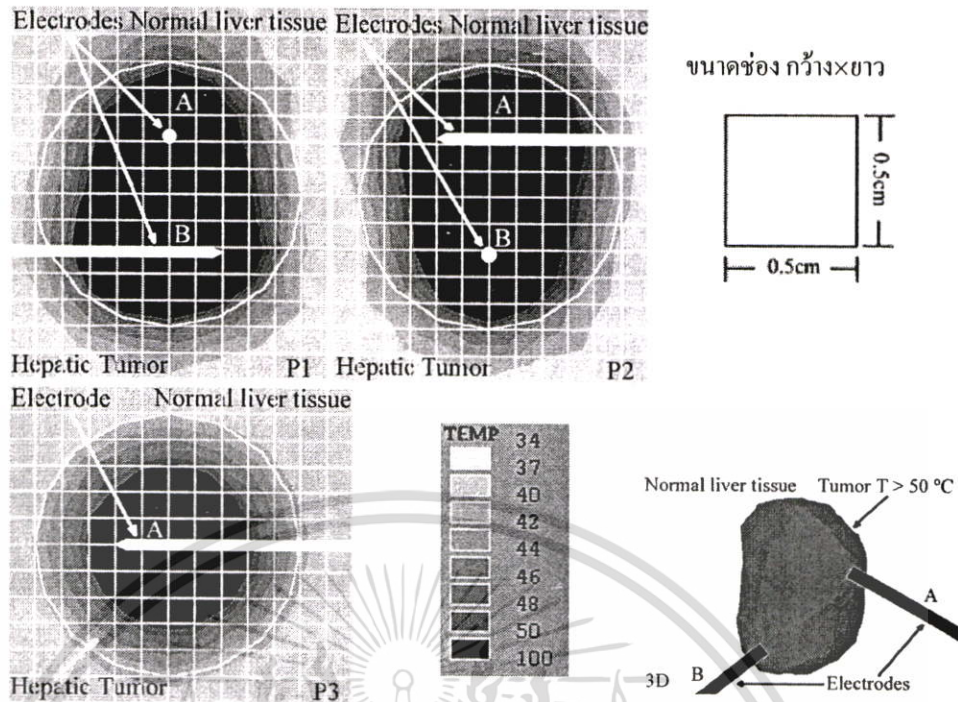 Electrodes Normal liver tissue
A
B
Hepatic Tumor P1
Electrodes Normal liver tissue
A
B
Hepatic Tumor P2
ขนาดช่อง กว้าง×ยาว
0.5cm
0.5cm
Electrode Normal liver tissue
A
Hepatic Tumor P3
TEMP
34
37
40
42
44
46
48
50
100
Normal liver tissue Tumor T > 50 °C
A
3D B Electrodes